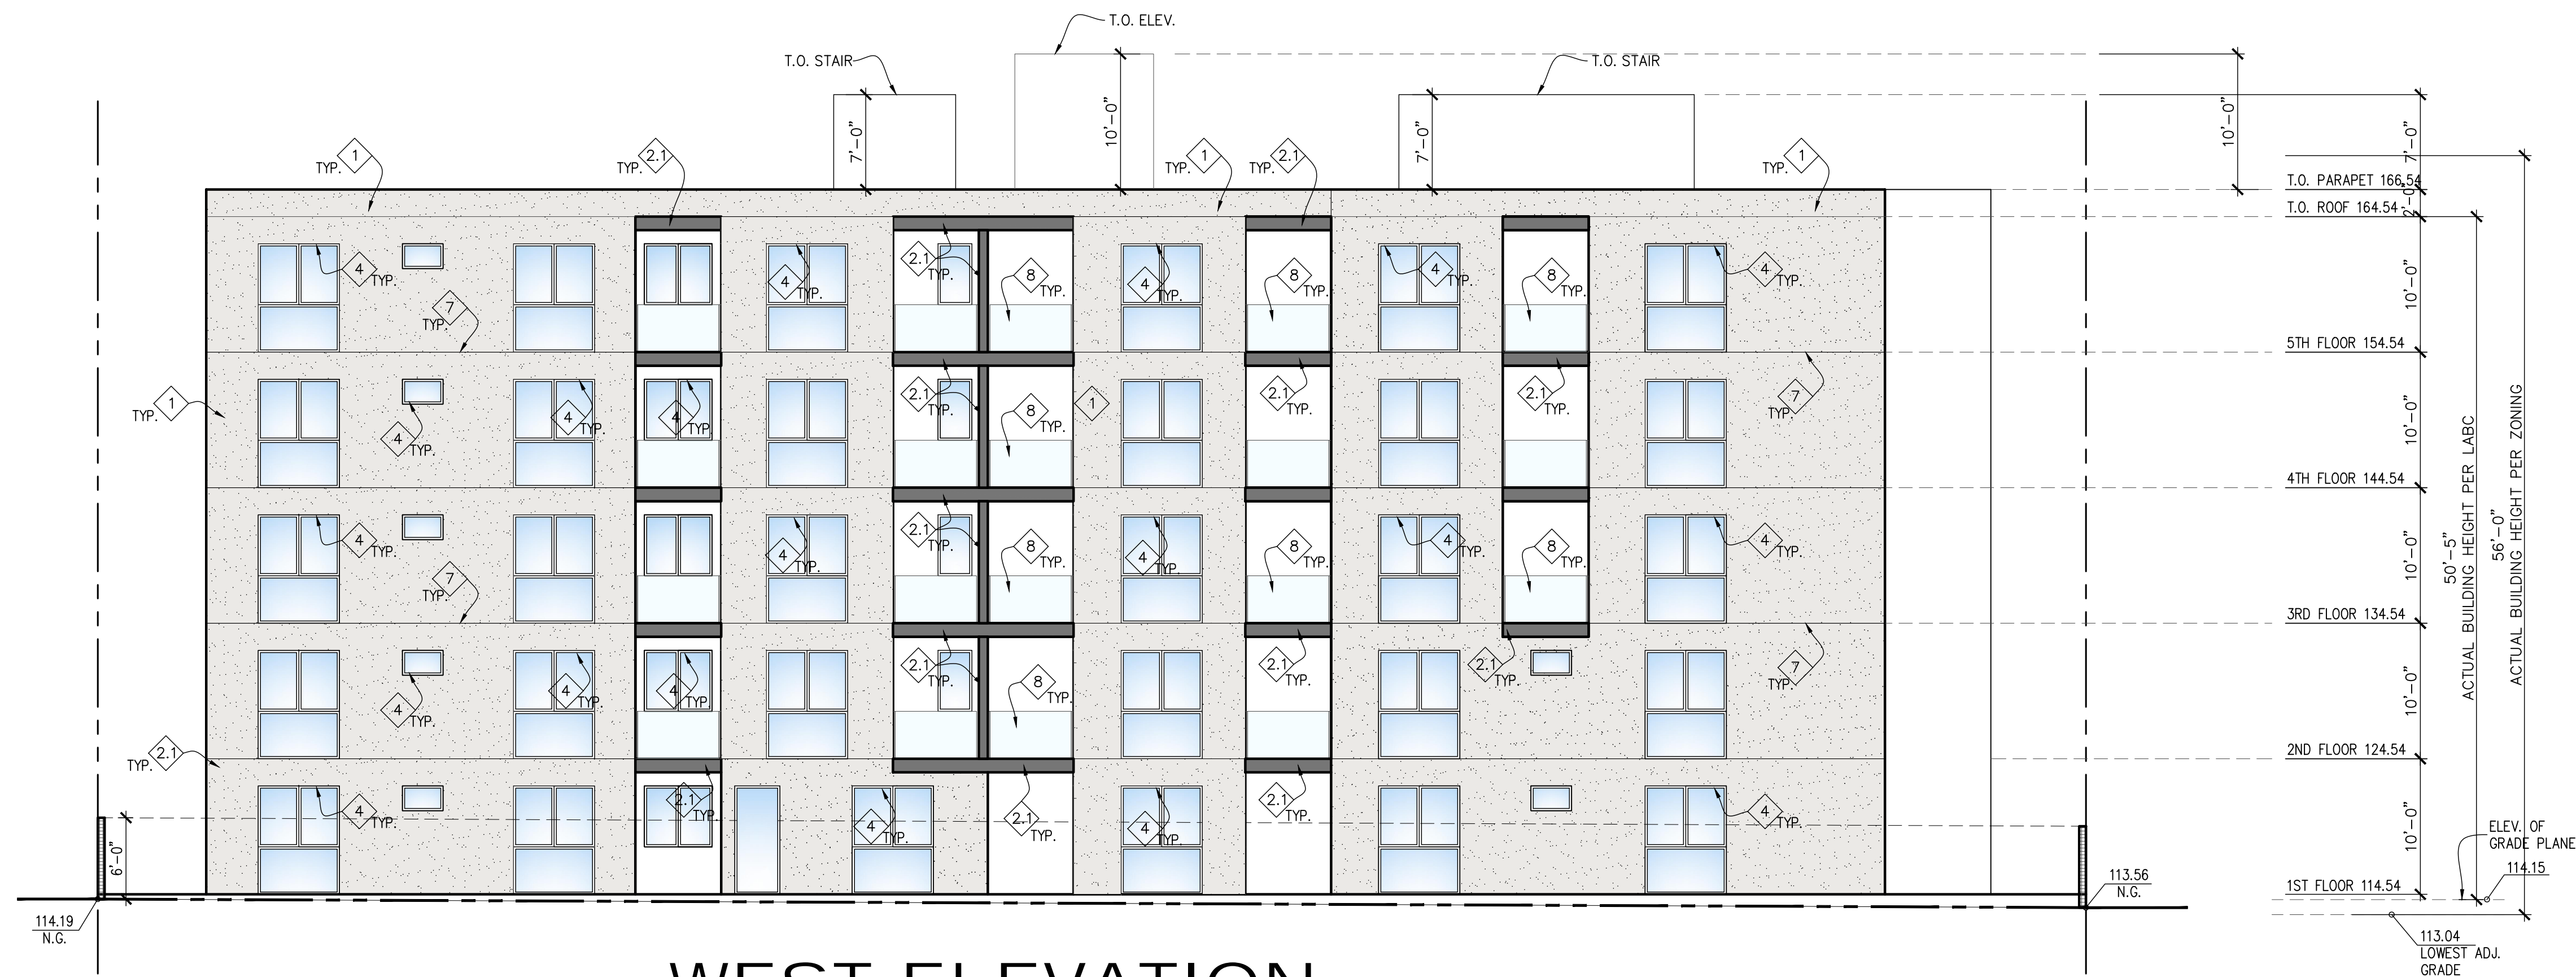 T.O. ELEV.
T.O. STAIR
T.O. STAIR
10'-0"
10'-0"
7'-0"
7'-0"
7'-0"
1
TYP.
2.1
TYP.
1
TYP.
2.1
TYP.
1
TYP.
T.O. PARAPET 166.54
2'-0"
T.O. ROOF 164.54
4
TYP.
7
TYP.
4
TYP.
2.1
TYP.
8
TYP.
4
TYP.
8
TYP.
4
TYP.
8
TYP.
4
TYP.
10'-0"
5TH FLOOR 154.54
1
TYP.
4
TYP.
4
TYP.
4
TYP.
2.1
TYP.
8
TYP.
1
2.1
TYP.
2.1
TYP.
7
TYP.
10'-0"
4TH FLOOR 144.54
4
TYP.
7
TYP.
4
TYP.
2.1
TYP.
8
TYP.
4
TYP.
8
TYP.
4
TYP.
8
TYP.
4
TYP.
10'-0"
3RD FLOOR 134.54
50'-5"
ACTUAL BUILDING HEIGHT PER LABC
56'-0"
ACTUAL BUILDING HEIGHT PER ZONING
4
TYP.
4
TYP.
4
TYP.
2.1
TYP.
8
TYP.
2.1
TYP.
2.1
TYP.
7
TYP.
10'-0"
2ND FLOOR 124.54
2.1
TYP.
4
TYP.
2.1
TYP.
4
TYP.
2.1
TYP.
4
TYP.
2.1
TYP.
4
TYP.
10'-0"
6'-0"
ELEV. OF
GRADE PLANE
114.15
1ST FLOOR 114.54
114.19
N.G.
113.56
N.G.
113.04
LOWEST ADJ.
GRADE
WEST ELEVATION